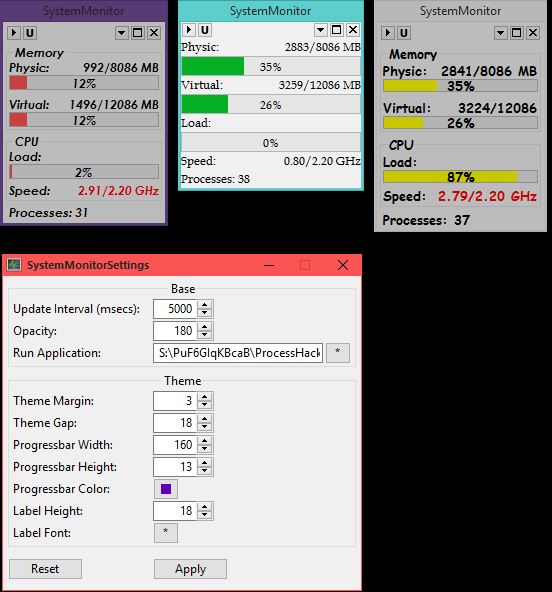 SystemMonitor
U
Memory
Physic: 992/8086 MB
12%
Virtual: 1496/12086 MB
12%
CPU
Load:
2%
Speed: 2.91/2.20 GHz
Processes: 31
SystemMonitor
U
Physic: 2883/8086 MB
35%
Virtual: 3259/12086 MB
26%
Load:
0%
Speed: 0.80/2.20 GHz
Processes: 38
SystemMonitor
U
Memory
Physic: 2841/8086 MB
35%
Virtual: 3224/12086
26%
CPU
Load:
87%
Speed: 2.79/2.20 GHz
Processes: 37
SystemMonitorSettings
Base
Update Interval (msecs): 5000
Opacity: 180
Run Application: S:\PuF6GlqKBcaB\ProcessHack *
Theme
Theme Margin: 3
Theme Gap: 18
Progressbar Width: 160
Progressbar Height: 13
Progressbar Color:
Label Height: 18
Label Font: *
Reset Apply